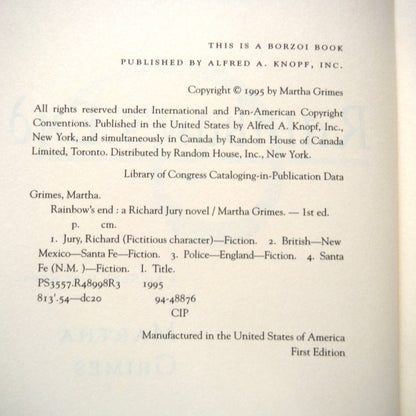 THIS IS A BORZOI BOOK
PUBLISHED BY ALFRED A. KNOPF, INC.
Copyright © 1995 by Martha Grimes
All rights reserved under International and Pan-American Copyright
Conventions. Published in the United States by Alfred A. Knopf, Inc.,
New York, and simultaneously in Canada by Random House of Canada
Limited, Toronto. Distributed by Random House, Inc., New York.
Library of Congress Cataloging-in-Publication Data
Grimes, Martha.
Rainbow's end : a Richard Jury novel / Martha Grimes. — 1st ed.
p. cm.
1. Jury, Richard (Fictitious character)—Fiction. 2. British—New
Mexico—Santa Fe—Fiction. 3. Police—England—Fiction. 4. Santa
Fe (N.M. )—Fiction. I. Title.
PS3557.R48998R3 1995
813'.54—dc20 94-48876
CIP
Manufactured in the United States of America
First Edition
MARTHA
GRIMES